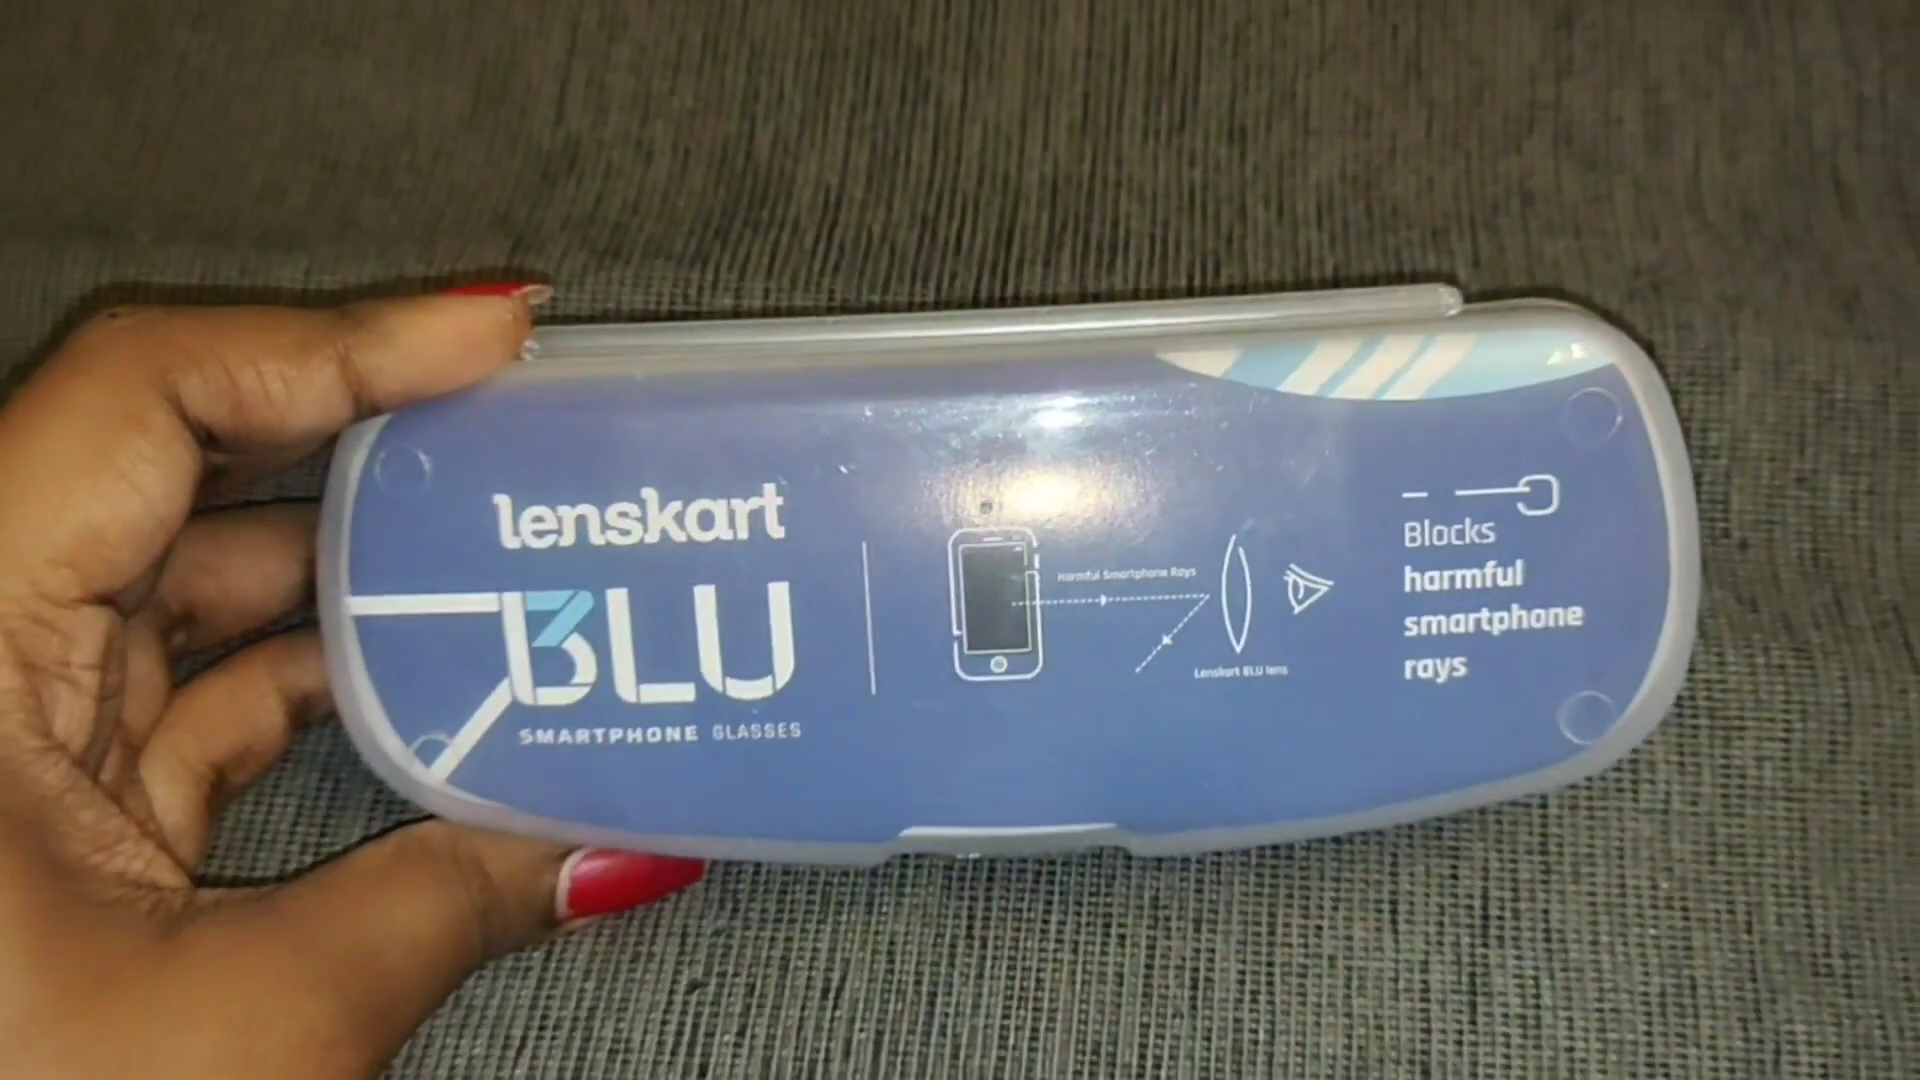 lenskart
BLU
SMARTPHONE GLASSES
Harmful Smartphone Rays
Lenskart BLU lens
Blocks
harmful
smartphone
rays